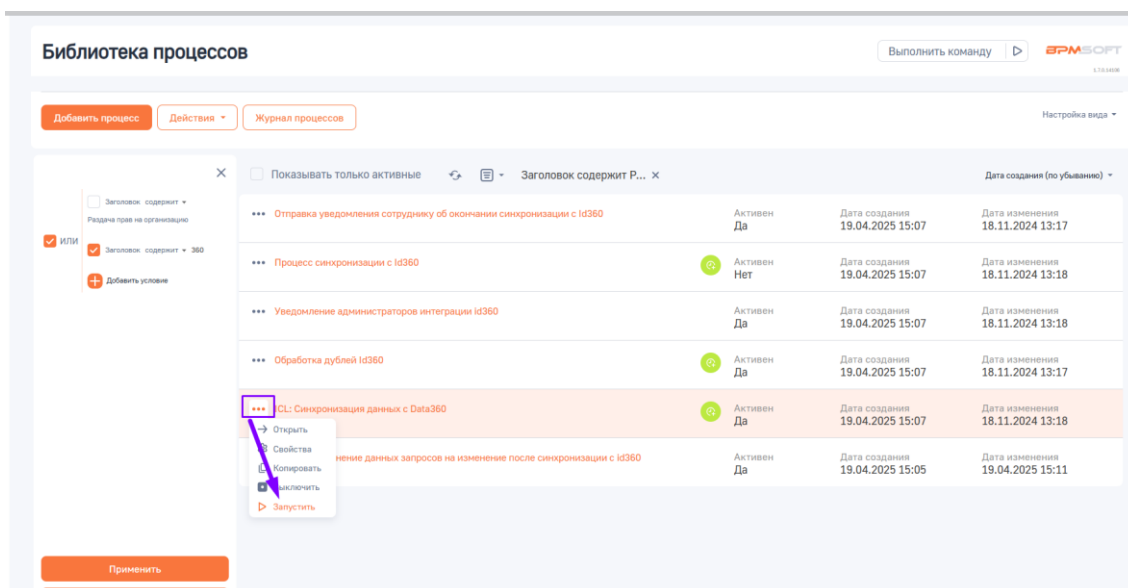 Библиотека процессов
Выполнить команду
BPMSOFT
Добавить процесс
Действия
Журнал процессов
Настройка вида
Показывать только активные
Заголовок содержит Р...
Дата создания (по убыванию)
Заголовок содержит
Раздача прав на организацию
ИЛИ
Заголовок содержит 360
Добавить условие
Отправка уведомления сотруднику об окончании синхронизации с Id360
Активен
Да
Дата создания
19.04.2025 15:07
Дата изменения
18.11.2024 13:17
Процесс синхронизации с Id360
Активен
Нет
Дата создания
19.04.2025 15:07
Дата изменения
18.11.2024 13:18
Уведомление администраторов интеграции id360
Активен
Да
Дата создания
19.04.2025 15:07
Дата изменения
18.11.2024 13:18
Обработка дублей Id360
Активен
Да
Дата создания
19.04.2025 15:07
Дата изменения
18.11.2024 13:17
ICL: Синхронизация данных с Data360
Активен
Да
Дата создания
19.04.2025 15:07
Дата изменения
18.11.2024 13:18
Открыть
Свойства
Копировать
Выключить
Запустить
нение данных запросов на изменение после синхронизации с id360
Активен
Да
Дата создания
19.04.2025 15:05
Дата изменения
19.04.2025 15:11
Применить